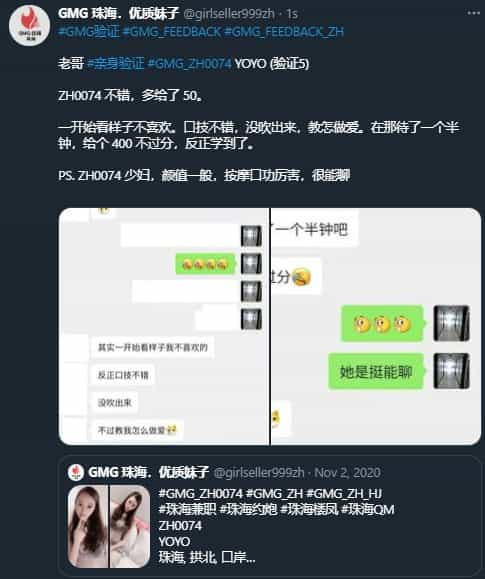 GMG 珠海．优质妹子 @girlseller999zh · 1s
#GMG验证 #GMG_FEEDBACK #GMG_FEEDBACK_ZH
老哥 #亲身验证 #GMG_ZH0074 YOYO (验证5)
ZH0074 不错，多给了 50。
一开始看样子不喜欢。口技不错，没吹出来，教怎做爱。在那待了一个半
钟，给个 400 不过分，反正学到了。
PS. ZH0074 少妇，颜值一般，按摩口功厉害，很能聊
其实一开始看样子我不喜欢的
反正口技不错
没吹出来
不过教我怎么做爱
一个半钟吧
过分
她是挺能聊
GMG 珠海．优质妹子 @girlseller999zh · Nov 2, 2020
#GMG_ZH0074 #GMG_ZH #GMG_ZH_HJ
#珠海兼职 #珠海约炮 #珠海楼凤 #珠海QM
ZH0074
YOYO
珠海, 拱北, 口岸...
GMG 珠海
珠海